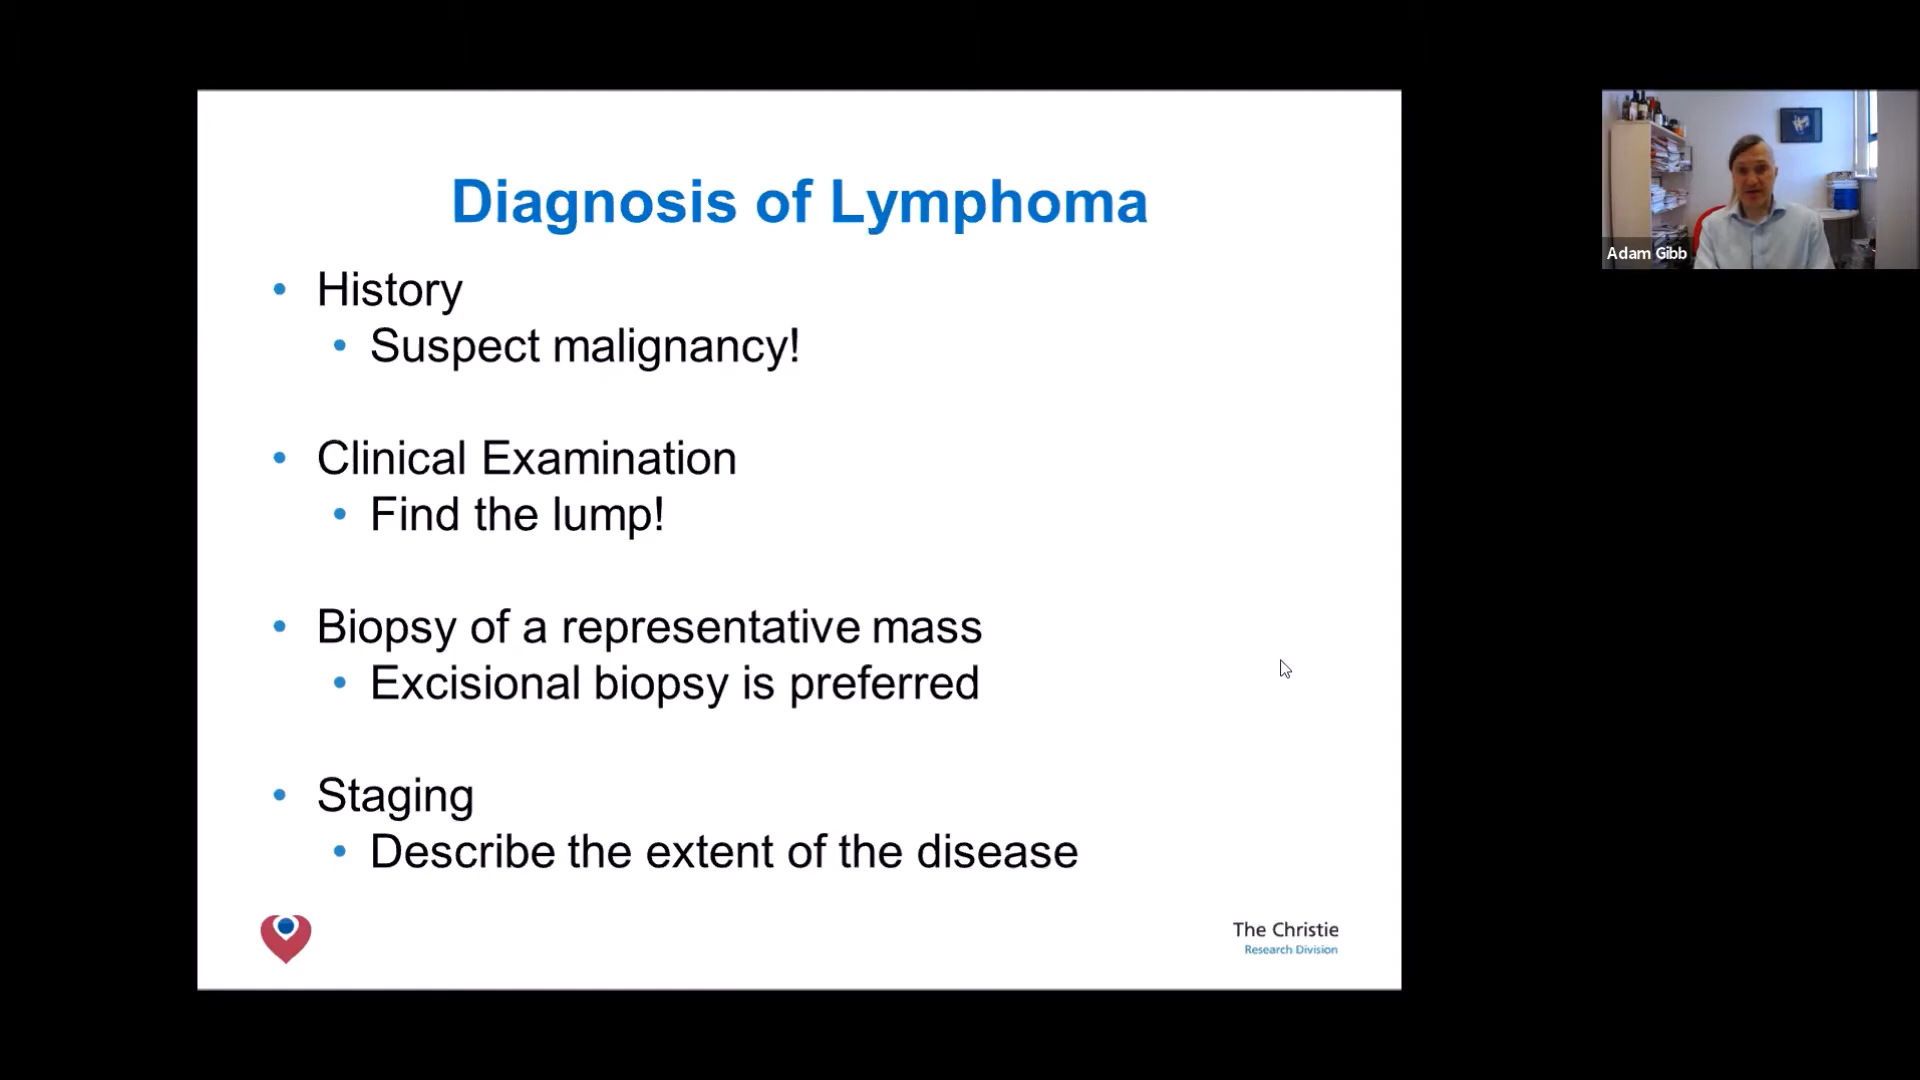 Diagnosis of Lymphoma
• History
• Suspect malignancy!
• Clinical Examination
• Find the lump!
• Biopsy of a representative mass
• Excisional biopsy is preferred
• Staging
• Describe the extent of the disease
The Christie
Research Division
Adam Gibb